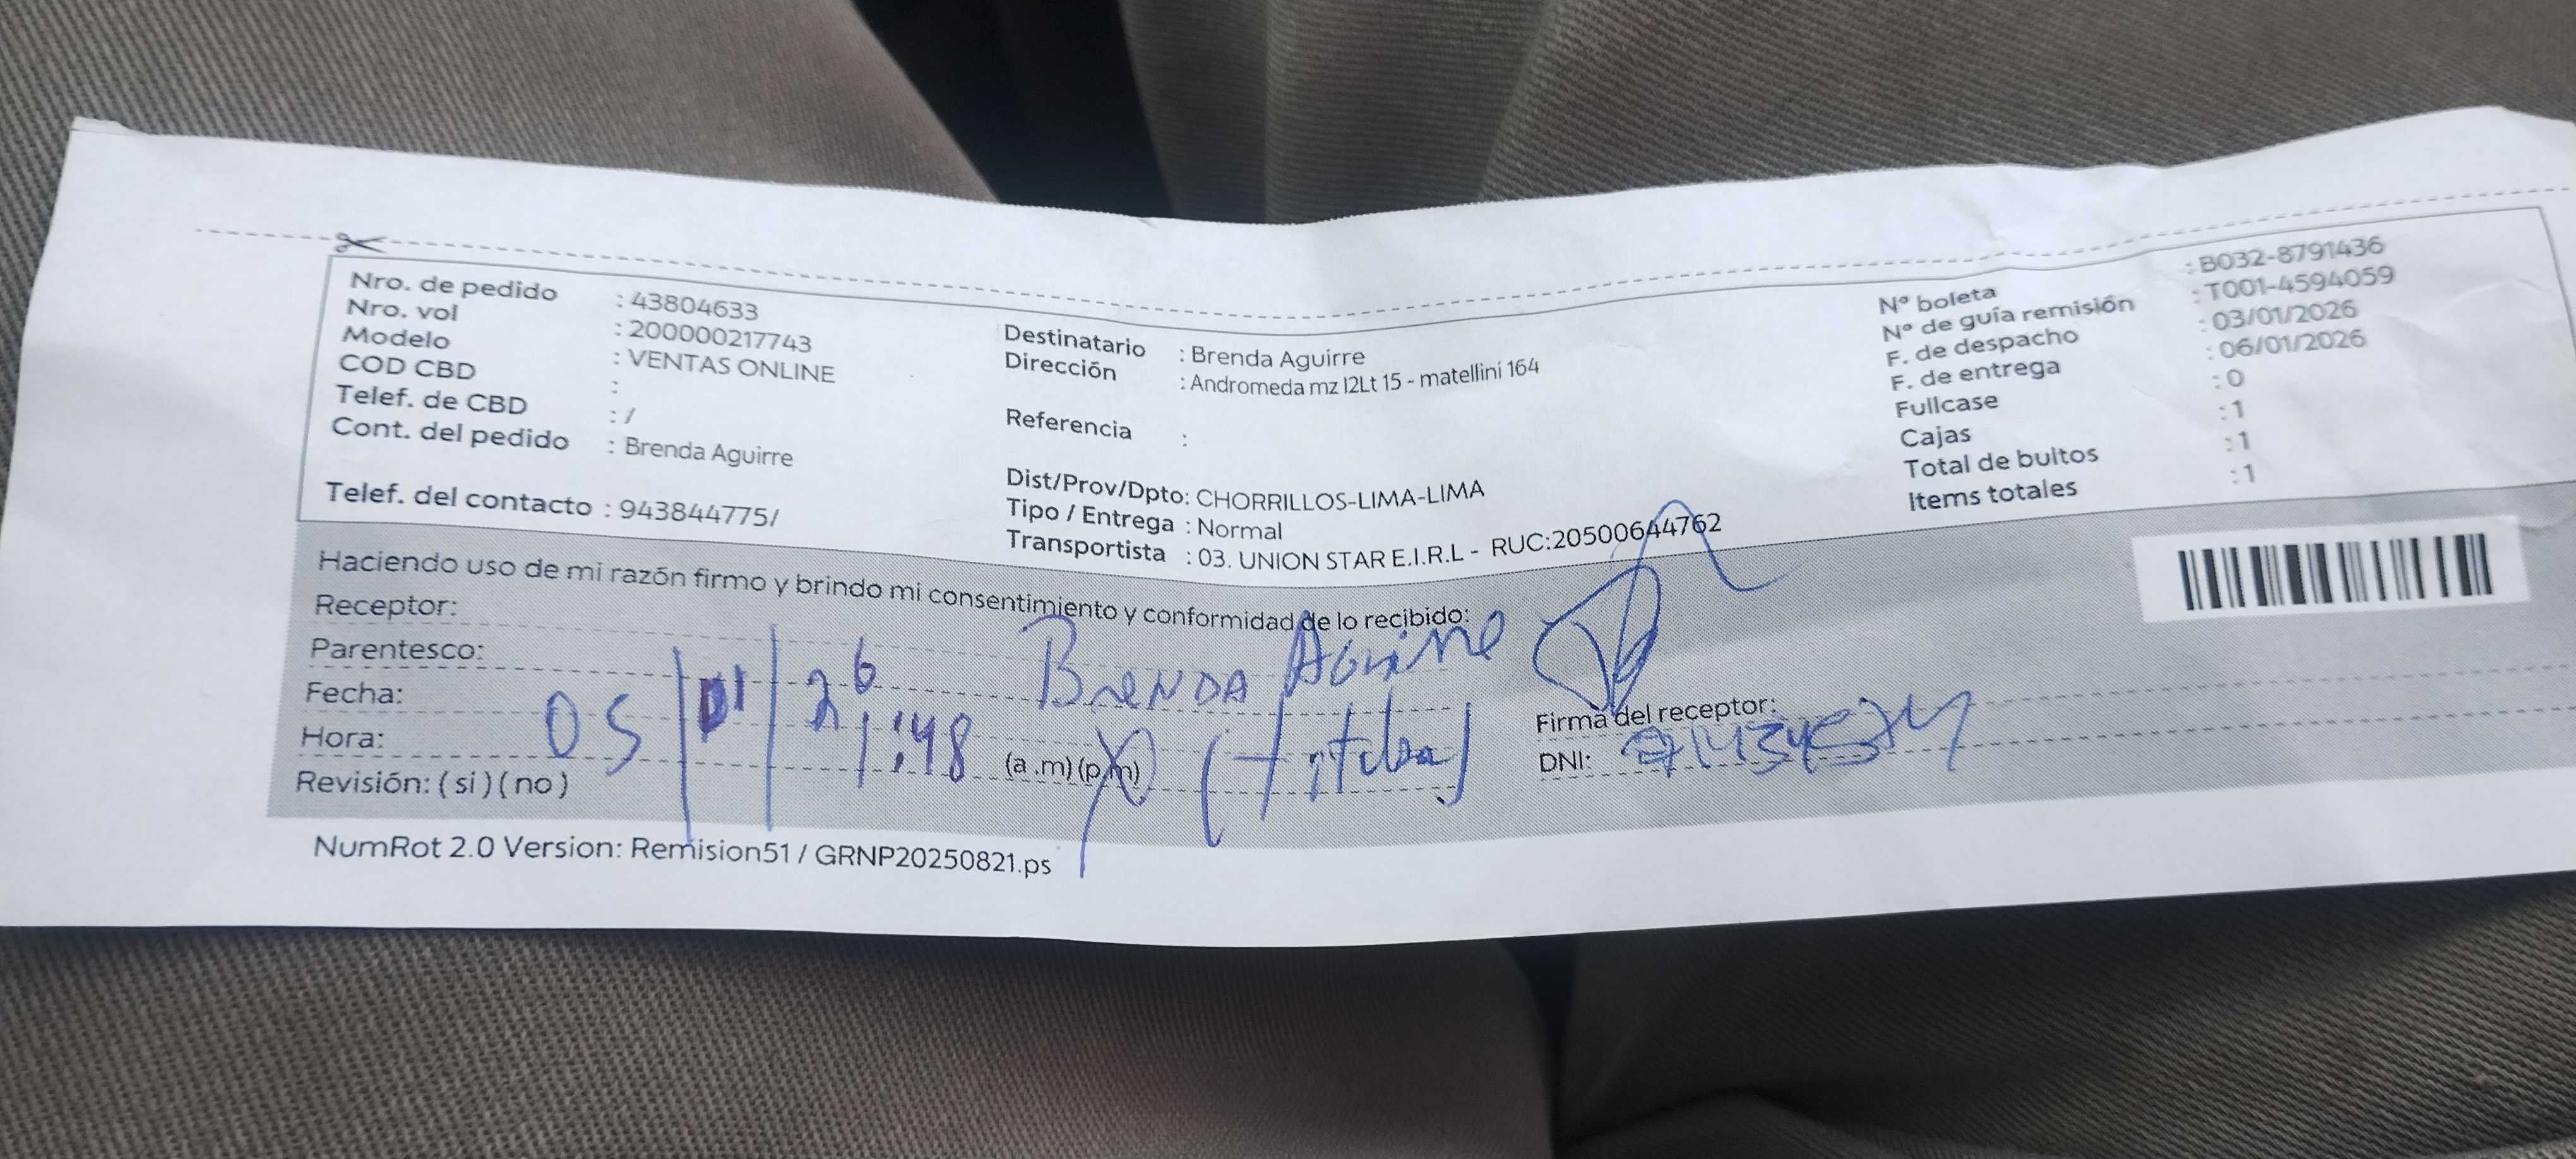 Nro. de pedido : 43804633
Nro. vol : 200000217743
Modelo : VENTAS ONLINE
COD CBD :
Telef. de CBD : /
Cont. del pedido : Brenda Aguirre
Telef. del contacto : 943844775/
Destinatario : Brenda Aguirre
Dirección : Andromeda mz I2Lt 15 - matellini 164
Referencia :
Dist/Prov/Dpto: CHORRILLOS-LIMA-LIMA
Tipo / Entrega : Normal
Transportista : 03. UNION STAR E.I.R.L - RUC:20500644762
N° boleta : B032-8791436
N° de guía remisión : T001-4594059
F. de despacho : 03/01/2026
F. de entrega : 06/01/2026
Fullcase : 0
Cajas : 1
Total de bultos : 1
Items totales : 1
Haciendo uso de mi razón firmo y brindo mi consentimiento y conformidad de lo recibido:
Receptor: Brenda Aguirre
Parentesco:
Fecha: 05/01/26
Hora: 1:48 (a .m) (p.m) (titular)
Revisión: ( si ) ( no )
Firma del receptor:
DNI:
NumRot 2.0 Version: Remision51 / GRNP20250821.ps